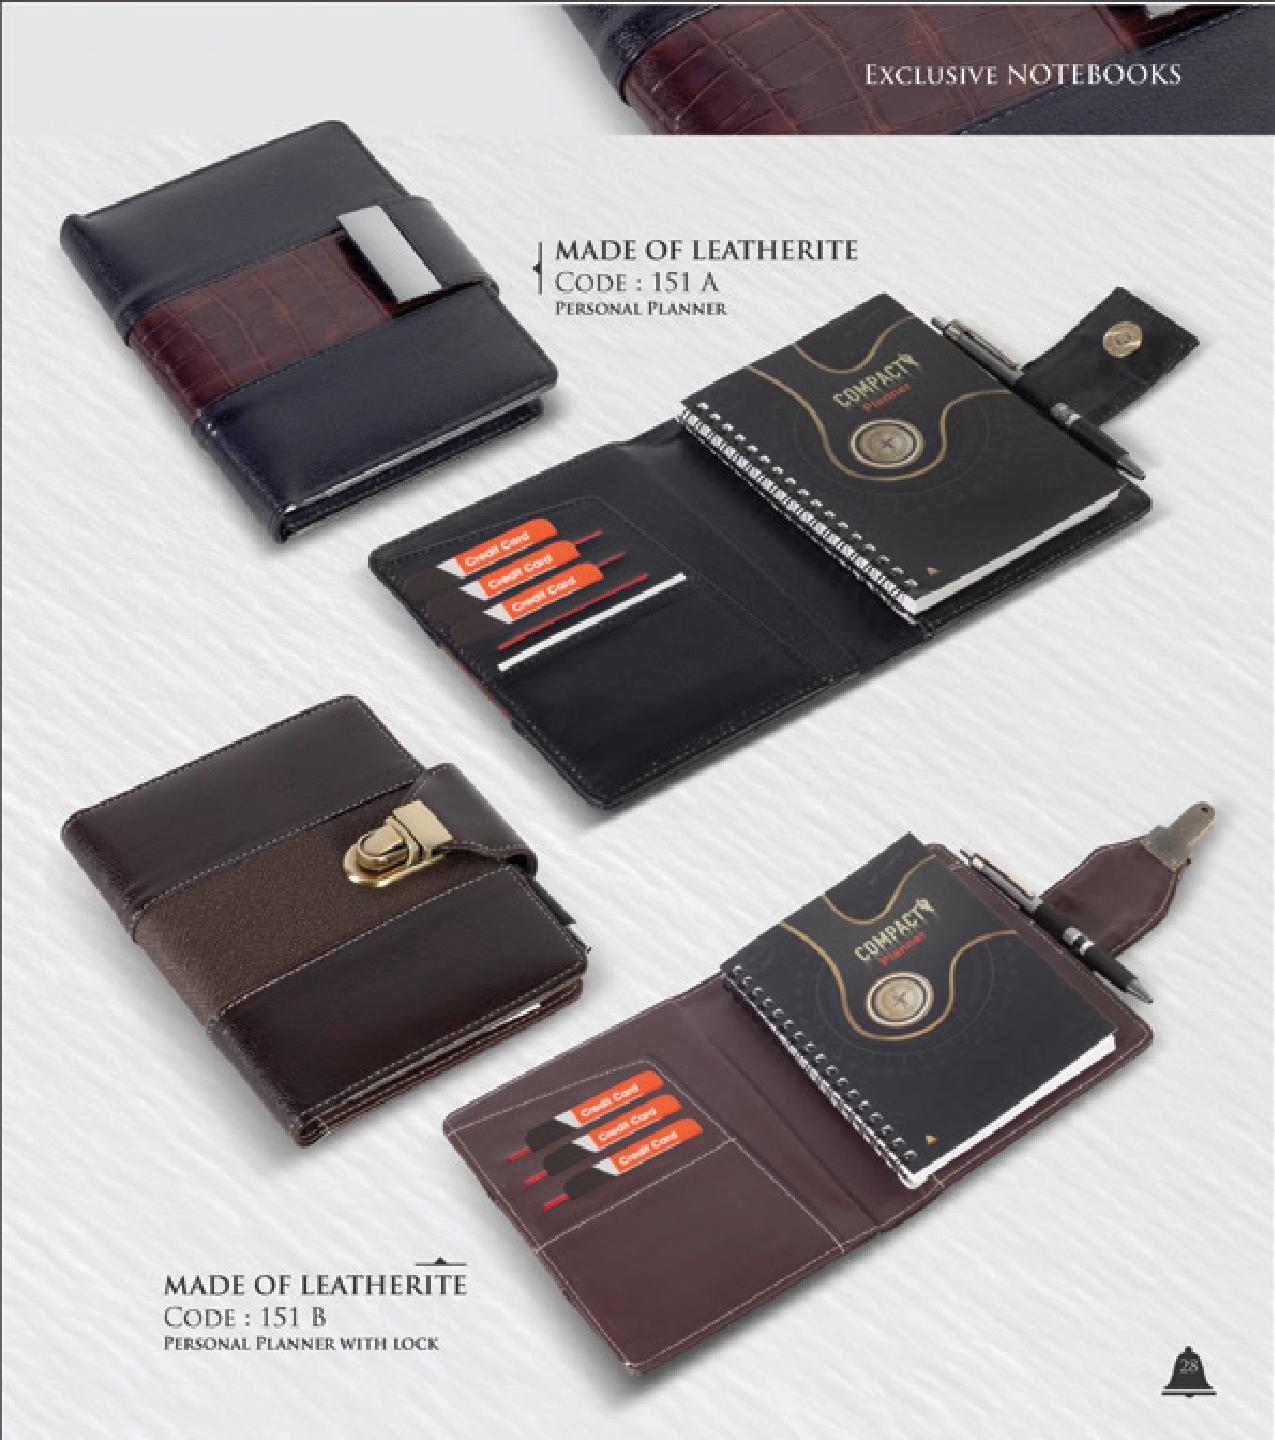 Exclusive NOTEBOOKS
MADE OF LEATHERITE
CODE : 151 A
PERSONAL PLANNER
COMPACT
Planner
Credit Card
Credit Card
Credit Card
COMPACT
Planner
Credit Card
Credit Card
Credit Card
MADE OF LEATHERITE
CODE : 151 B
PERSONAL PLANNER WITH LOCK
28